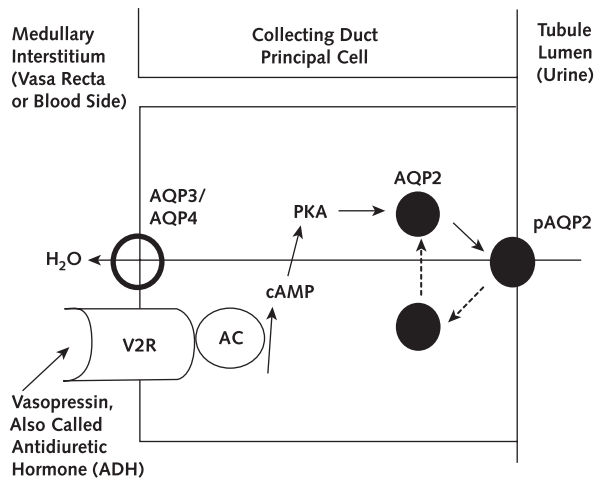 Medullary
Interstitium
(Vasa Recta
or Blood Side)
Collecting Duct
Principal Cell
Tubule
Lumen
(Urine)
AQP3/
AQP4
AQP2
PKA
pAQP2
H₂O
cAMP
V2R
AC
Vasopressin,
Also Called
Antidiuretic
Hormone (ADH)